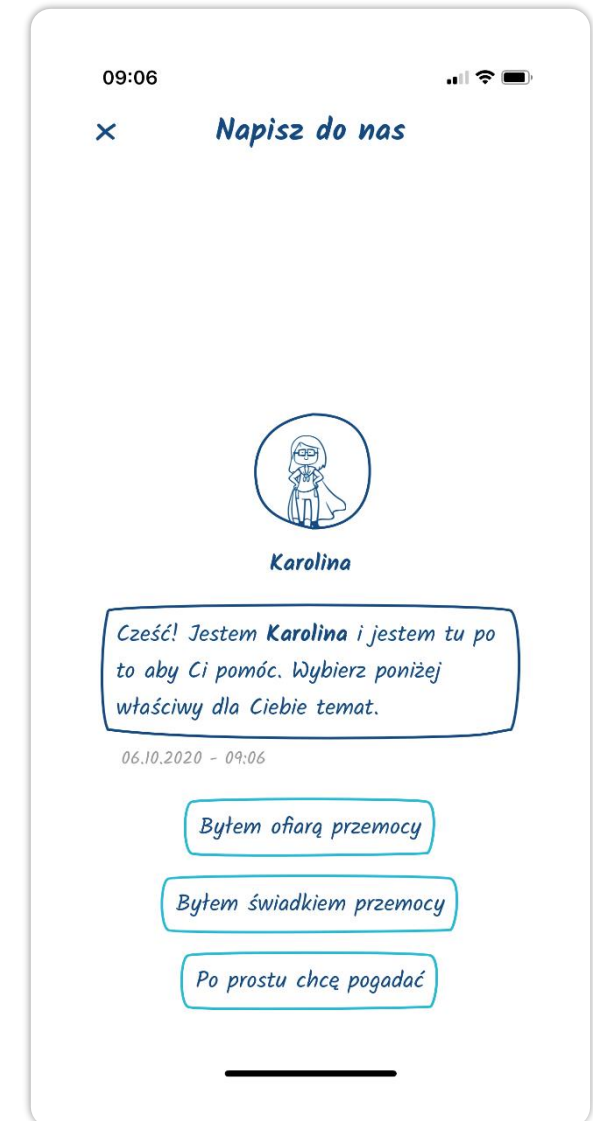 09:06
Napisz do nas
Karolina
Cześć! Jestem Karolina i jestem tu po
to aby Ci pomóc. Wybierz poniżej
właściwy dla Ciebie temat.
06.10.2020 - 09:06
Byłem ofiarą przemocy
Byłem świadkiem przemocy
Po prostu chcę pogadać